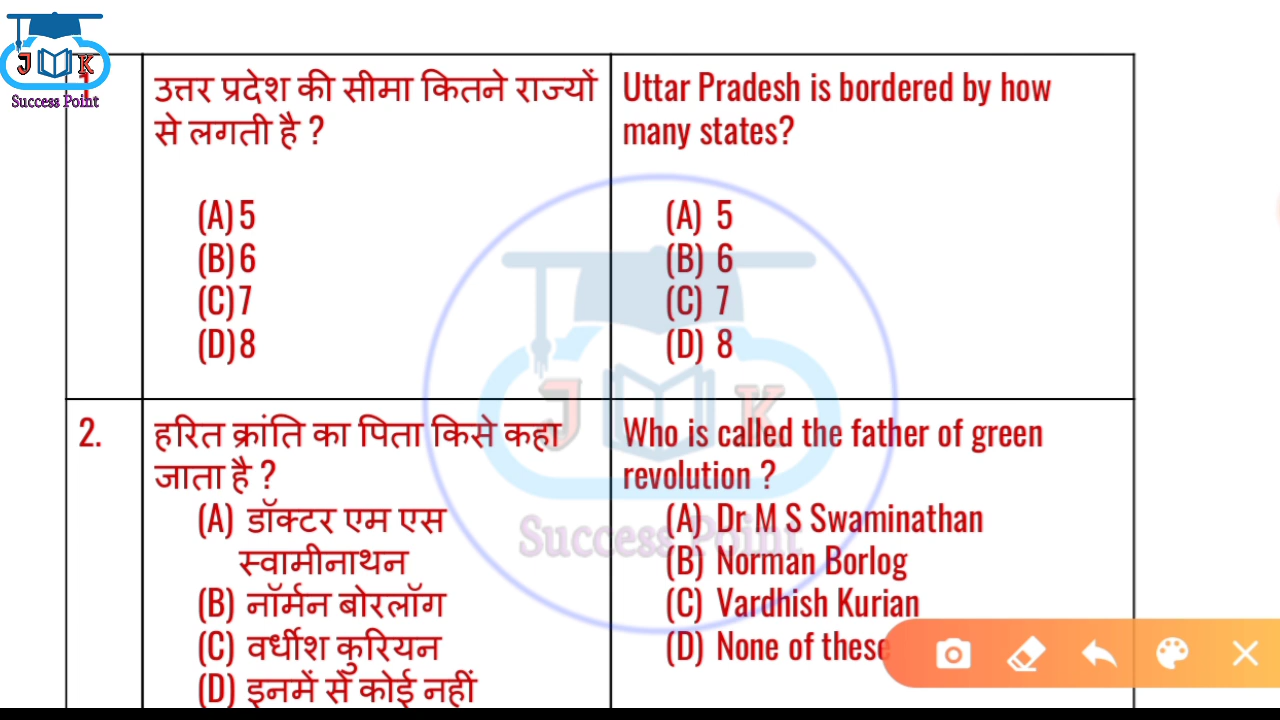 J K
Success Point
उत्तर प्रदेश की सीमा कितने राज्यों
से लगती है ?
(A) 5
(B) 6
(C) 7
(D) 8
Uttar Pradesh is bordered by how
many states?
(A) 5
(B) 6
(C) 7
(D) 8
2.
हरित क्रांति का पिता किसे कहा
जाता है ?
(A) डॉक्टर एम एस
स्वामीनाथन
(B) नॉर्मन बोरलॉग
(C) वर्धीश कुरियन
(D) इनमें से कोई नहीं
Who is called the father of green
revolution ?
(A) Dr M S Swaminathan
(B) Norman Borlog
(C) Vardhish Kurian
(D) None of these
J K
Success Point